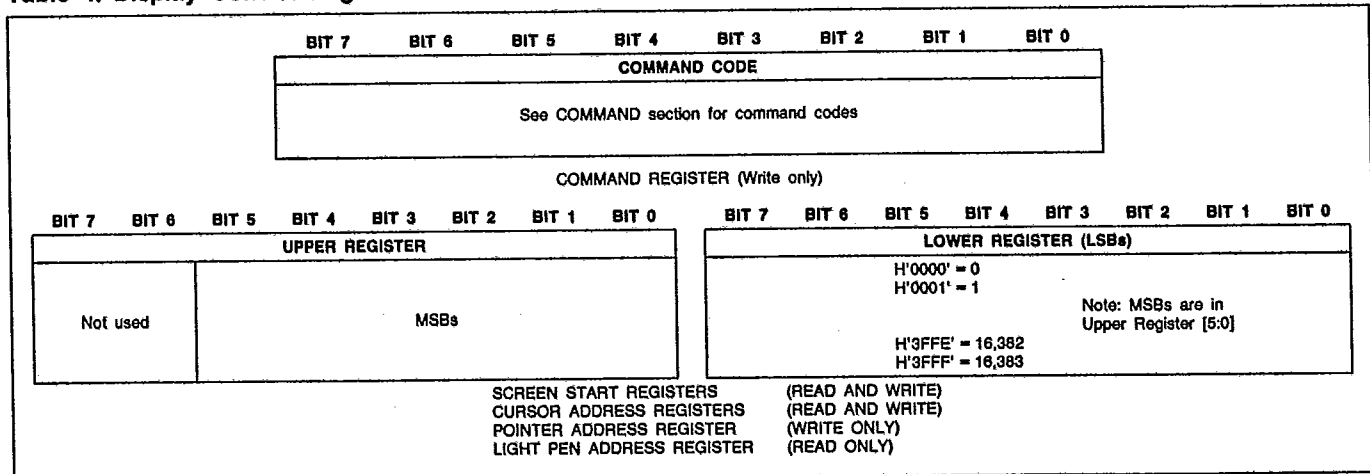 BIT 7 BIT 6 BIT 5 BIT 4 BIT 3 BIT 2 BIT 1 BIT 0
COMMAND CODE
See COMMAND section for command codes
COMMAND REGISTER (Write only)
BIT 7 BIT 6 BIT 5 BIT 4 BIT 3 BIT 2 BIT 1 BIT 0 BIT 7 BIT 6 BIT 5 BIT 4 BIT 3 BIT 2 BIT 1 BIT 0
UPPER REGISTER LOWER REGISTER (LSBs)
H'0000' = 0
H'0001' = 1
Note: MSBs are in
Not used MSBs Upper Register [5:0]
H'3FFE' = 16,382
H'3FFF' = 16,383
SCREEN START REGISTERS (READ AND WRITE)
CURSOR ADDRESS REGISTERS (READ AND WRITE)
POINTER ADDRESS REGISTER (WRITE ONLY)
LIGHT PEN ADDRESS REGISTER (READ ONLY)